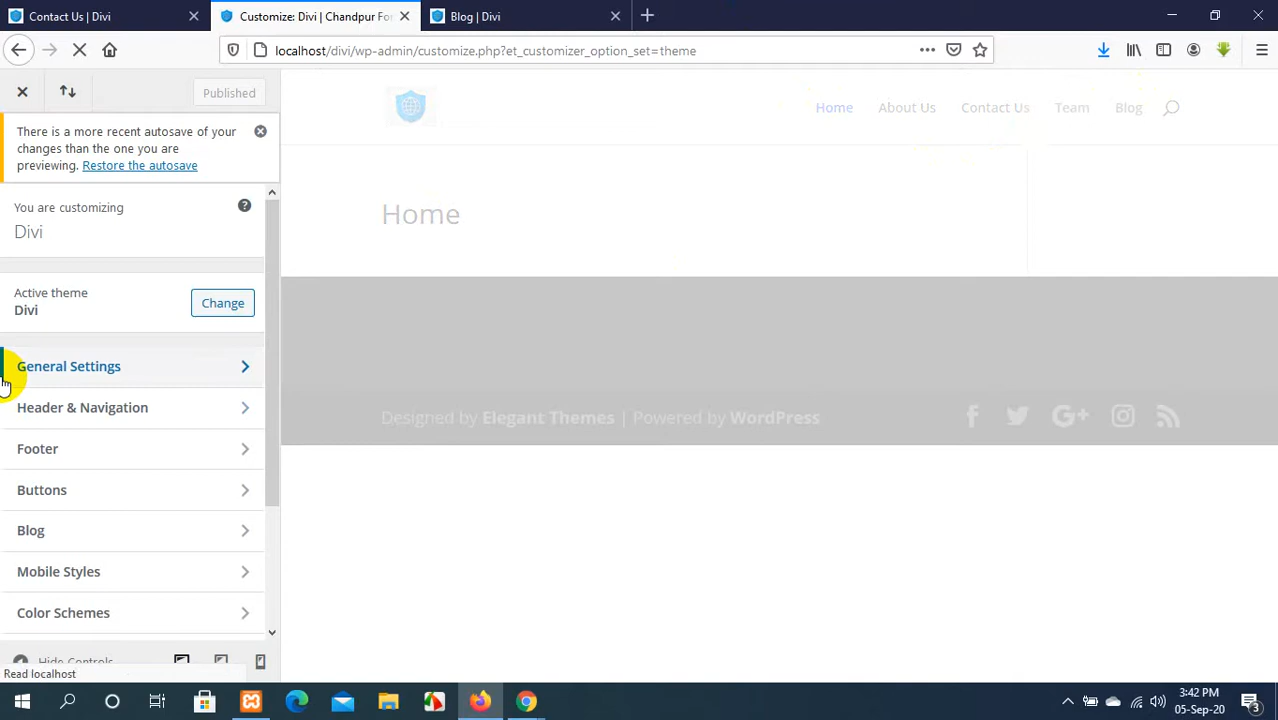 Contact Us | Divi
Customize: Divi | Chandpur For
Blog | Divi
localhost/divi/wp-admin/customize.php?et_customizer_option_set=theme
Published
There is a more recent autosave of your
changes than the one you are
previewing. Restore the autosave
You are customizing
Divi
Active theme
Divi
Change
General Settings
Header & Navigation
Footer
Buttons
Blog
Mobile Styles
Color Schemes
Hide Controls
Read localhost
Home About Us Contact Us Team Blog
Home
Designed by Elegant Themes | Powered by WordPress
3:42 PM
05-Sep-20
3